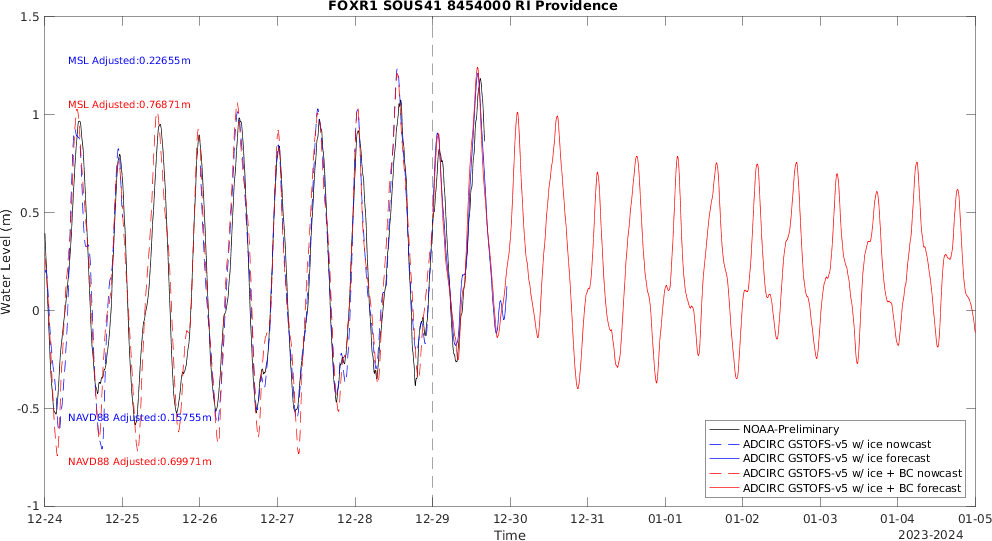 FOXR1 SOUS41 8454000 RI Providence
1.5
1
0.5
0
-0.5
-1
Water Level (m)
MSL Adjusted:0.22655m
MSL Adjusted:0.76871m
NAVD88 Adjusted:0.15755m
NAVD88 Adjusted:0.69971m
NOAA-Preliminary
ADCIRC GSTOFS-v5 w/ ice nowcast
ADCIRC GSTOFS-v5 w/ ice forecast
ADCIRC GSTOFS-v5 w/ ice + BC nowcast
ADCIRC GSTOFS-v5 w/ ice + BC forecast
12-24 12-25 12-26 12-27 12-28 12-29 12-30 12-31 01-01 01-02 01-03 01-04 01-05
Time
2023-2024